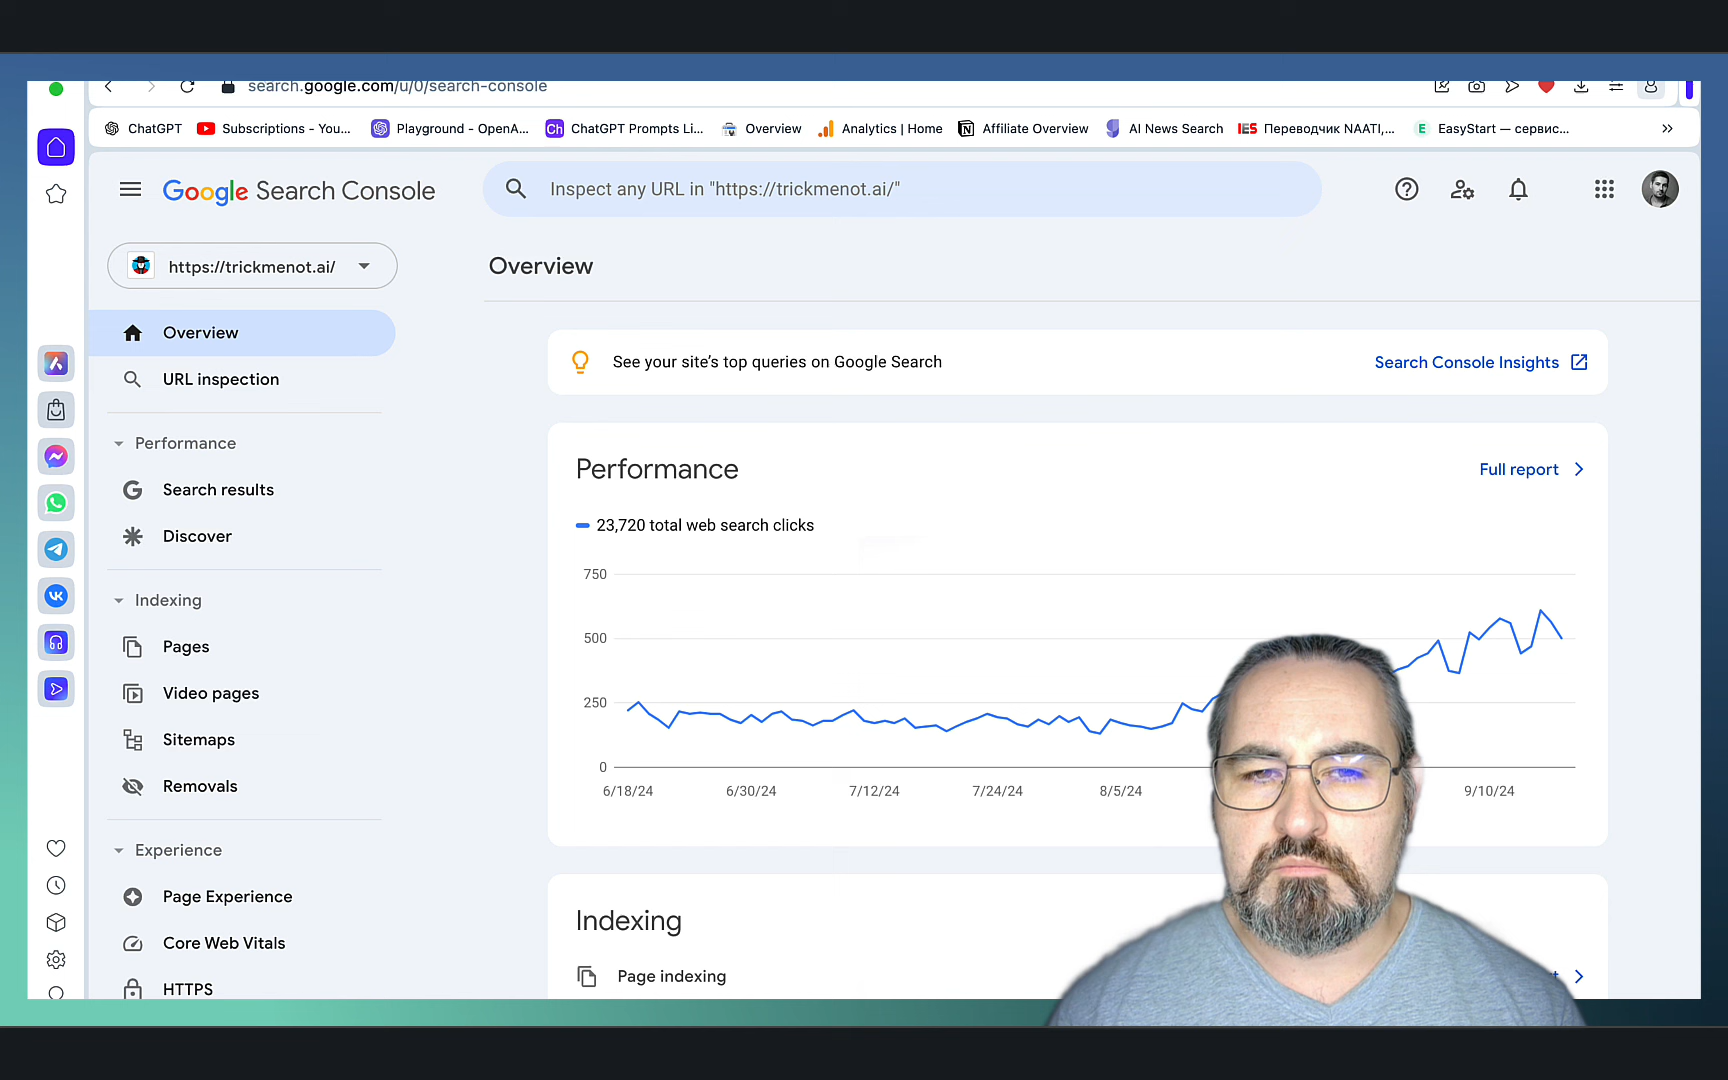 search.google.com/u/0/search-console
ChatGPT
Subscriptions - You...
Playground - OpenA...
Ch
ChatGPT Prompts Li...
Overview
Analytics | Home
Affiliate Overview
AI News Search
IES
Переводчик NAATI,...
E
EasyStart — сервис...
Google Search Console
Inspect any URL in "https://trickmenot.ai/"
https://trickmenot.ai/
Overview
Overview
URL inspection
Performance
Search results
Discover
Indexing
Pages
Video pages
Sitemaps
Removals
Experience
Page Experience
Core Web Vitals
HTTPS
See your site's top queries on Google Search
Search Console Insights
Performance
Full report
23,720 total web search clicks
750
500
250
0
6/18/24
6/30/24
7/12/24
7/24/24
8/5/24
9/10/24
Indexing
Page indexing